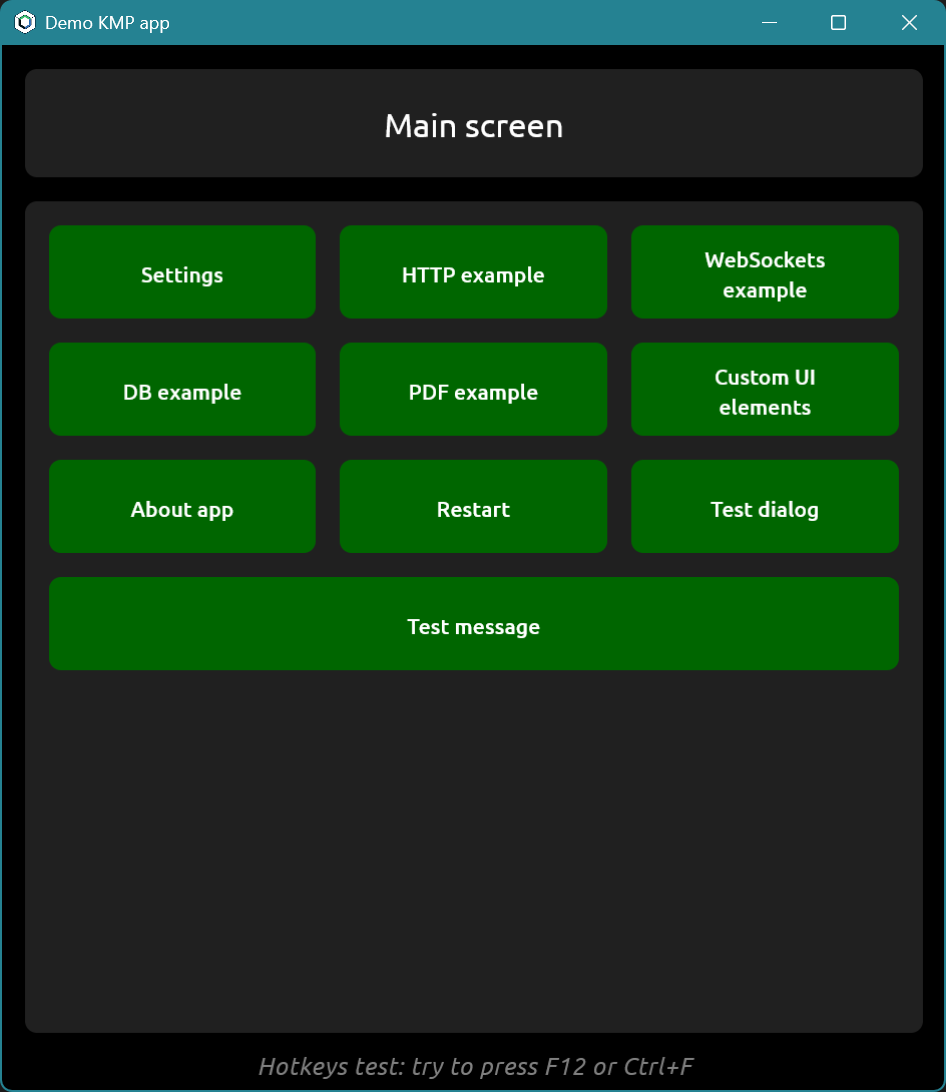 Demo KMP app
Main screen
Settings
HTTP example
WebSockets
example
DB example
PDF example
Custom UI
elements
About app
Restart
Test dialog
Test message
Hotkeys test: try to press F12 or Ctrl+F